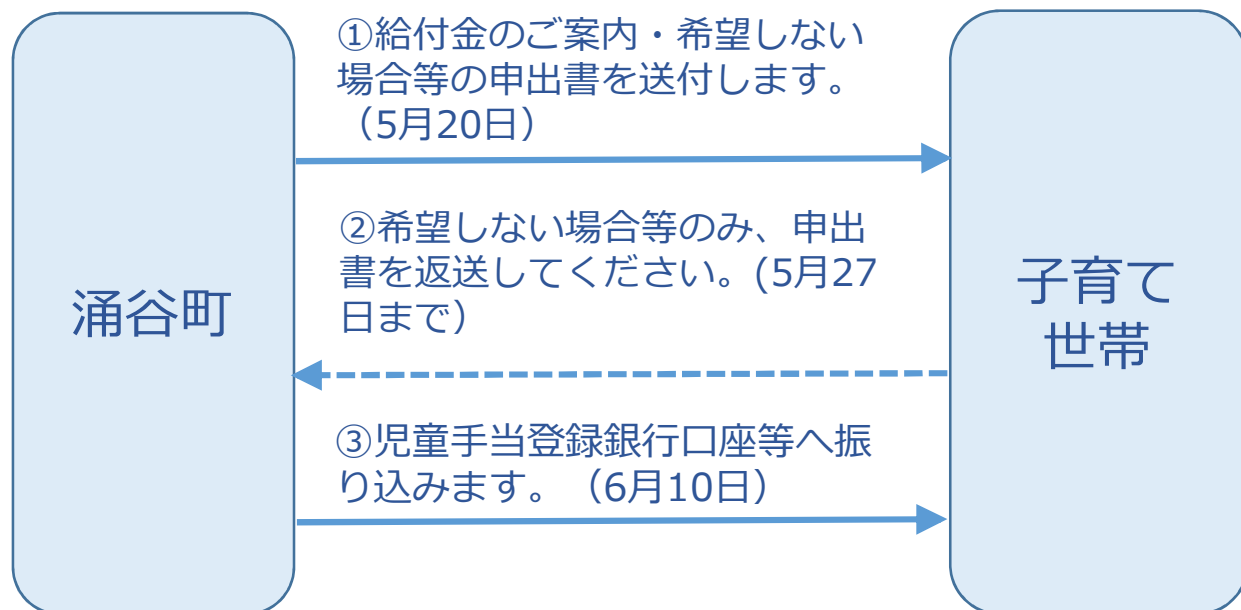 涌谷町
①給付金のご案内・希望しない
場合等の申出書を送付します。
（5月20日）
②希望しない場合等のみ、申出
書を返送してください。(5月27
日まで）
③児童手当登録銀行口座等へ振
り込みます。（6月10日）
子育て
世帯